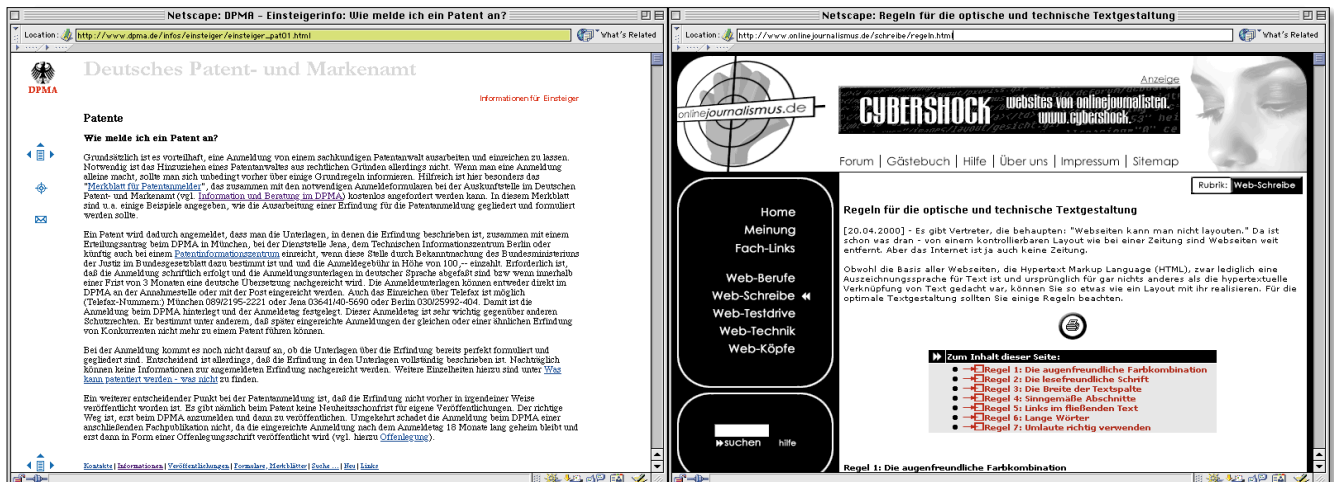 Netscape: DPMA - Einsteigerinfo: Wie melde ich ein Patent an?
Location: http://www.dpma.de/infos/einsteiger/einsteiger_pat01.html What's Related
Deutsches Patent- und Markenamt
DPMA
Informationen für Einsteiger
Patente
Wie melde ich ein Patent an?
Grundsätzlich ist es vorteilhaft, eine Anmeldung von einem sachkundigen Patentanwalt ausarbeiten und einreichen zu lassen.
Notwendig ist das Hinzuziehen eines Patentanwaltes aus rechtlichen Gründen allerdings nicht. Wenn man eine Anmeldung
alleine macht, sollte man sich unbedingt vorher über einige Grundregeln informieren. Hilfreich ist hier besonders das
"Merkblatt für Patentanmelder", das zusammen mit den notwendigen Anmeldeformularen bei der Auskunftstelle im Deutschen
Patent- und Markenamt (vgl. Information und Beratung im DPMA) kostenlos angefordert werden kann. In diesem Merkblatt
sind u.a. einige Beispiele angegeben, wie die Ausarbeitung einer Erfindung für die Patentanmeldung gegliedert und formuliert
werden sollte.
Ein Patent wird dadurch angemeldet, dass man die Unterlagen, in denen die Erfindung beschrieben ist, zusammen mit einem
Erteilungsantrag beim DPMA in München, bei der Dienststelle Jena, dem Technischen Informationszentrum Berlin oder
künftig auch bei einem Patentinformationszentrum einreicht, wenn diese Stelle durch Bekanntmachung des Bundesministeriums
der Justiz im Bundesgesetzblatt dazu bestimmt ist und und die Anmeldegebühr in Höhe von 100,-- einzahlt. Erforderlich ist,
daß die Anmeldung schriftlich erfolgt und die Anmeldungsunterlagen in deutscher Sprache abgefaßt sind bzw wenn innerhalb
einer Frist von 3 Monaten eine deutsche Übersetzung nachgereicht wird. Die Anmeldeunterlagen können entweder direkt im
DPMA an der Annahmestelle oder mit der Post eingereicht werden. Auch das Einreichen über Telefax ist möglich
(Telefax-Nummern:) München 089/2195-2221 oder Jena 03641/40-5690 oder Berlin 030/25992-404. Damit ist die
Anmeldung beim DPMA hinterlegt und der Anmeldetag festgelegt. Dieser Anmeldetag ist sehr wichtig gegenüber anderen
Schutzrechten. Er bestimmt unter anderem, daß später eingereichte Anmeldungen der gleichen oder einer ähnlichen Erfindung
von Konkurrenten nicht mehr zu einem Patent führen können.
Bei der Anmeldung kommt es noch nicht darauf an, ob die Unterlagen über die Erfindung bereits perfekt formuliert und
gegliedert sind. Entscheidend ist allerdings, daß die Erfindung in den Unterlagen vollständig beschrieben ist. Nachträglich
können keine Informationen zur angemeldeten Erfindung nachgereicht werden. Weitere Einzelheiten hierzu sind unter Was
kann patentiert werden - was nicht zu finden.
Ein weiterer entscheidender Punkt bei der Patentanmeldung ist, daß die Erfindung nicht vorher in irgendeiner Weise
veröffentlicht worden ist. Es gibt nämlich beim Patent keine Neuheitsschonfrist für eigene Veröffentlichungen. Der richtige
Weg ist, erst beim DPMA anzumelden und dann zu veröffentlichen. Umgekehrt schadet die Anmeldung beim DPMA einer
anschließenden Fachpublikation nicht, da die eingereichte Anmeldung nach dem Anmeldetag 18 Monate lang geheim bleibt und
erst dann in Form einer Offenlegungsschrift veröffentlicht wird (vgl. hierzu Offenlegung).
Kontakte | Informationen | Veröffentlichungen | Formulare, Merkblätter | Suche ... | Neu | Links
Netscape: Regeln für die optische und technische Textgestaltung
Location: http://www.onlinejournalismus.de/schreibe/regeln.html What's Related
onlinejournalismus.de
Anzeige
CYBERSHOCK websites von onlinejournalisten.
www.cybershock.
Forum | Gästebuch | Hilfe | Über uns | Impressum | Sitemap
Rubrik: Web-Schreibe
Home
Meinung
Fach-Links
Web-Berufe
Web-Schreibe
Web-Testdrive
Web-Technik
Web-Köpfe
suchen hilfe
Regeln für die optische und technische Textgestaltung
[20.04.2000] - Es gibt Vertreter, die behaupten: "Webseiten kann man nicht layouten." Da ist
schon was dran - von einem kontrollierbaren Layout wie bei einer Zeitung sind Webseiten weit
entfernt. Aber das Internet ist ja auch keine Zeitung.
Obwohl die Basis aller Webseiten, die Hypertext Markup Language (HTML), zwar lediglich eine
Auszeichnungssprache für Text ist und ursprünglich für gar nichts anderes als die hypertextuelle
Verknüpfung von Text gedacht war, können Sie so etwas wie ein Layout mit ihr realisieren. Für die
optimale Textgestaltung sollten Sie einige Regeln beachten.
Zum Inhalt dieser Seite:
Regel 1: Die augenfreundliche Farbkombination
Regel 2: Die lesefreundliche Schrift
Regel 3: Die Breite der Textspalte
Regel 4: Sinngemäße Abschnitte
Regel 5: Links im fließenden Text
Regel 6: Lange Wörter
Regel 7: Umlaute richtig verwenden
Regel 1: Die augenfreundliche Farbkombination